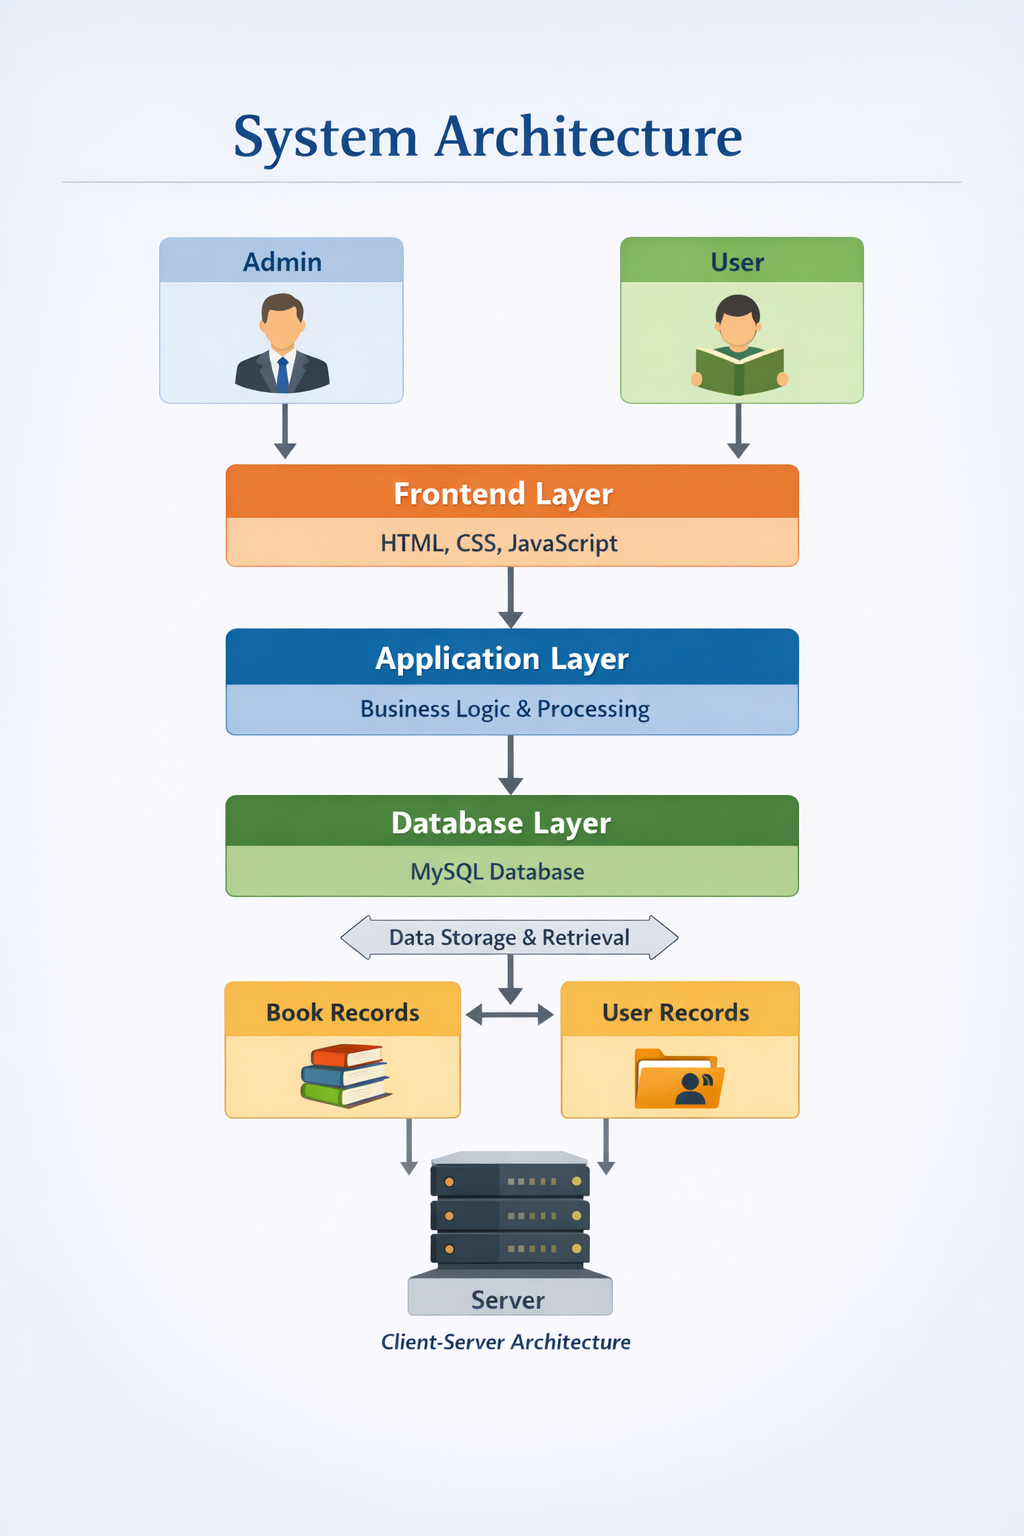 System Architecture
Admin
User
Frontend Layer
HTML, CSS, JavaScript
Application Layer
Business Logic & Processing
Database Layer
MySQL Database
Data Storage & Retrieval
Book Records
User Records
Server
Client-Server Architecture